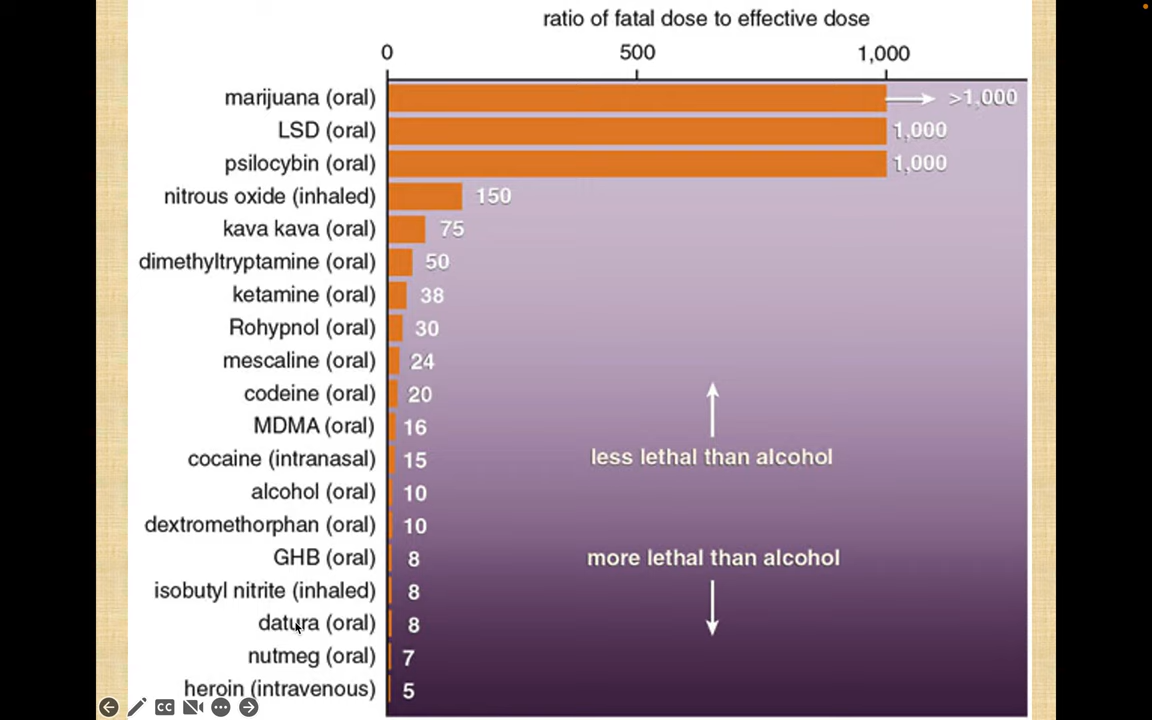 ratio of fatal dose to effective dose
0 500 1,000
marijuana (oral) >1,000
LSD (oral) 1,000
psilocybin (oral) 1,000
nitrous oxide (inhaled) 150
kava kava (oral) 75
dimethyltryptamine (oral) 50
ketamine (oral) 38
Rohypnol (oral) 30
mescaline (oral) 24
codeine (oral) 20
MDMA (oral) 16
less lethal than alcohol
cocaine (intranasal) 15
alcohol (oral) 10
dextromethorphan (oral) 10
more lethal than alcohol
GHB (oral) 8
isobutyl nitrite (inhaled) 8
datura (oral) 8
nutmeg (oral) 7
heroin (intravenous) 5
CC